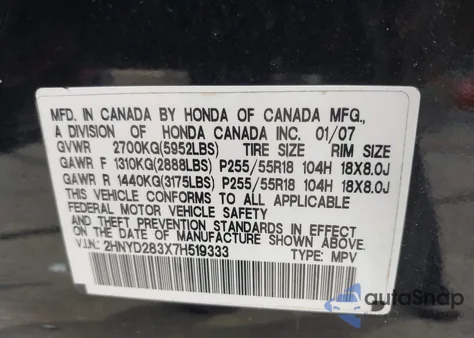 MFD. IN CANADA BY HONDA OF CANADA MFG.,
A DIVISION OF HONDA CANADA INC. 01/07
GVWR 2700KG(5952LBS) TIRE SIZE RIM SIZE
GAWR F 1310KG(2888LBS) P255/55R18 104H 18X8.0J
GAWR R 1440KG(3175LBS) P255/55R18 104H 18X8.0J
THIS VEHICLE CONFORMS TO ALL APPLICABLE
FEDERAL MOTOR VEHICLE SAFETY
AND THEFT PREVENTION STANDARDS IN EFFECT
ON THE DATE OF MANUFACTURE SHOWN ABOVE.
V.I.N: 2HNYD283X7H519333 TYPE: MPV
autoSnap